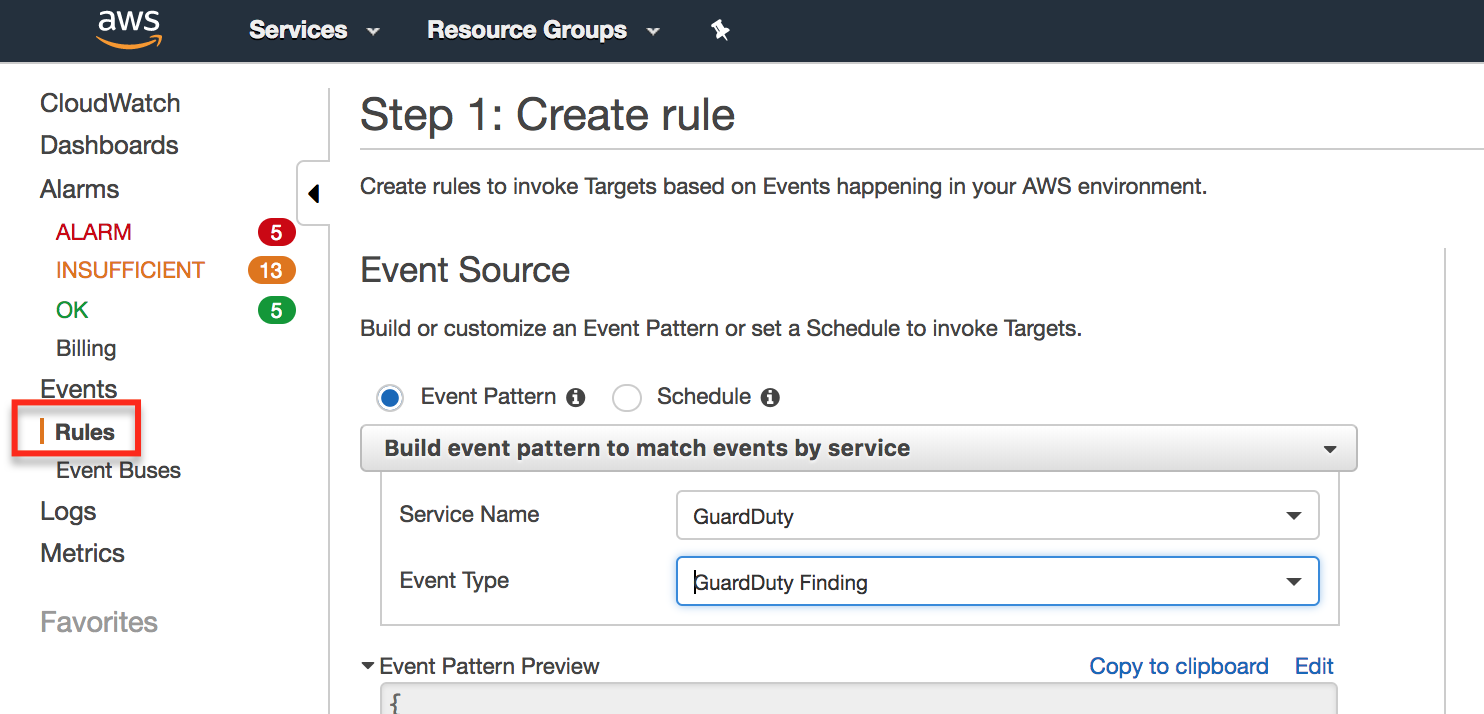 aws Services Resource Groups
CloudWatch
Dashboards
Alarms
ALARM 5
INSUFFICIENT 13
OK 5
Billing
Events
Rules
Event Buses
Logs
Metrics
Favorites
Step 1: Create rule
Create rules to invoke Targets based on Events happening in your AWS environment.
Event Source
Build or customize an Event Pattern or set a Schedule to invoke Targets.
Event Pattern Schedule
Build event pattern to match events by service
Service Name GuardDuty
Event Type GuardDuty Finding
Event Pattern Preview Copy to clipboard Edit
{